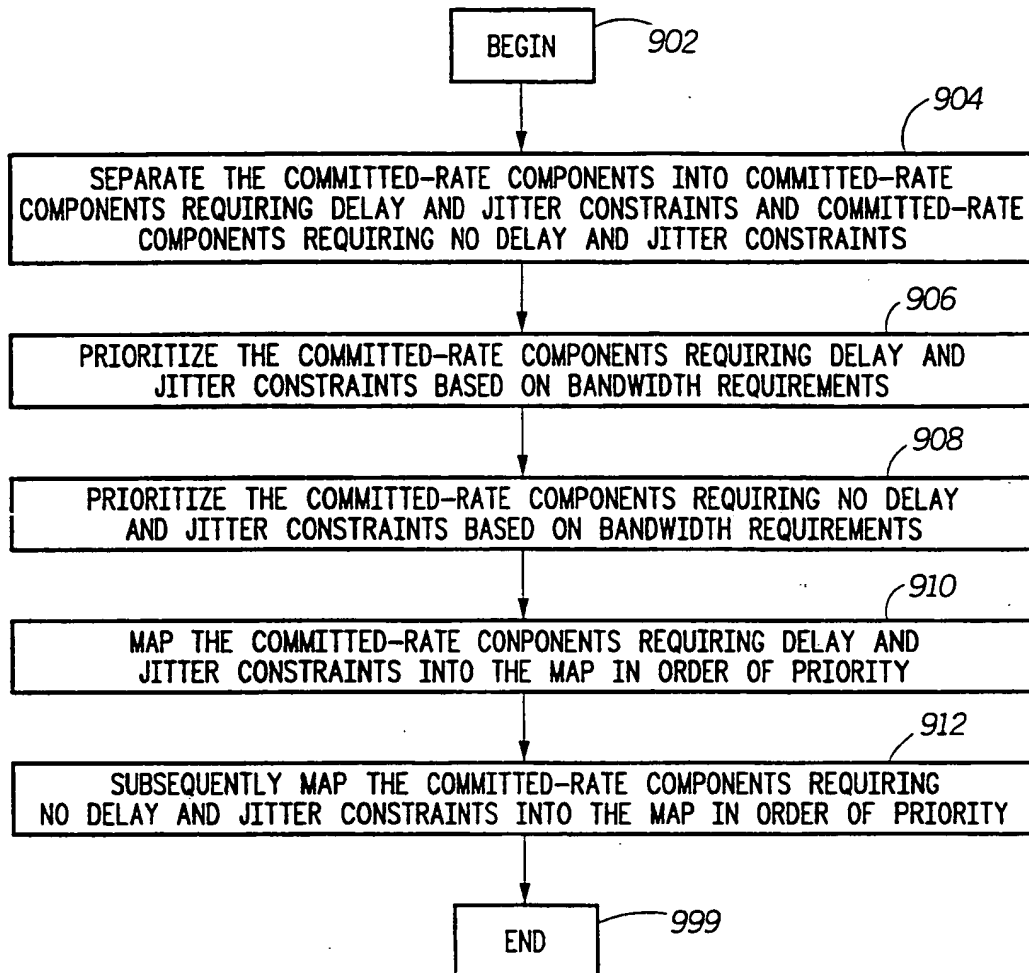 BEGIN
902
904
SEPARATE THE COMMITTED-RATE COMPONENTS INTO COMMITTED-RATE
COMPONENTS REQUIRING DELAY AND JITTER CONSTRAINTS AND COMMITTED-RATE
COMPONENTS REQUIRING NO DELAY AND JITTER CONSTRAINTS
906
PRIORITIZE THE COMMITTED-RATE COMPONENTS REQUIRING DELAY AND
JITTER CONSTRAINTS BASED ON BANDWIDTH REQUIREMENTS
908
PRIORITIZE THE COMMITTED-RATE COMPONENTS REQUIRING NO DELAY
AND JITTER CONSTRAINTS BASED ON BANDWIDTH REQUIREMENTS
910
MAP THE COMMITTED-RATE CONPONENTS REQUIRING DELAY AND
JITTER CONSTRAINTS INTO THE MAP IN ORDER OF PRIORITY
912
SUBSEQUENTLY MAP THE COMMITTED-RATE COMPONENTS REQUIRING
NO DELAY AND JITTER CONSTRAINTS INTO THE MAP IN ORDER OF PRIORITY
END
999